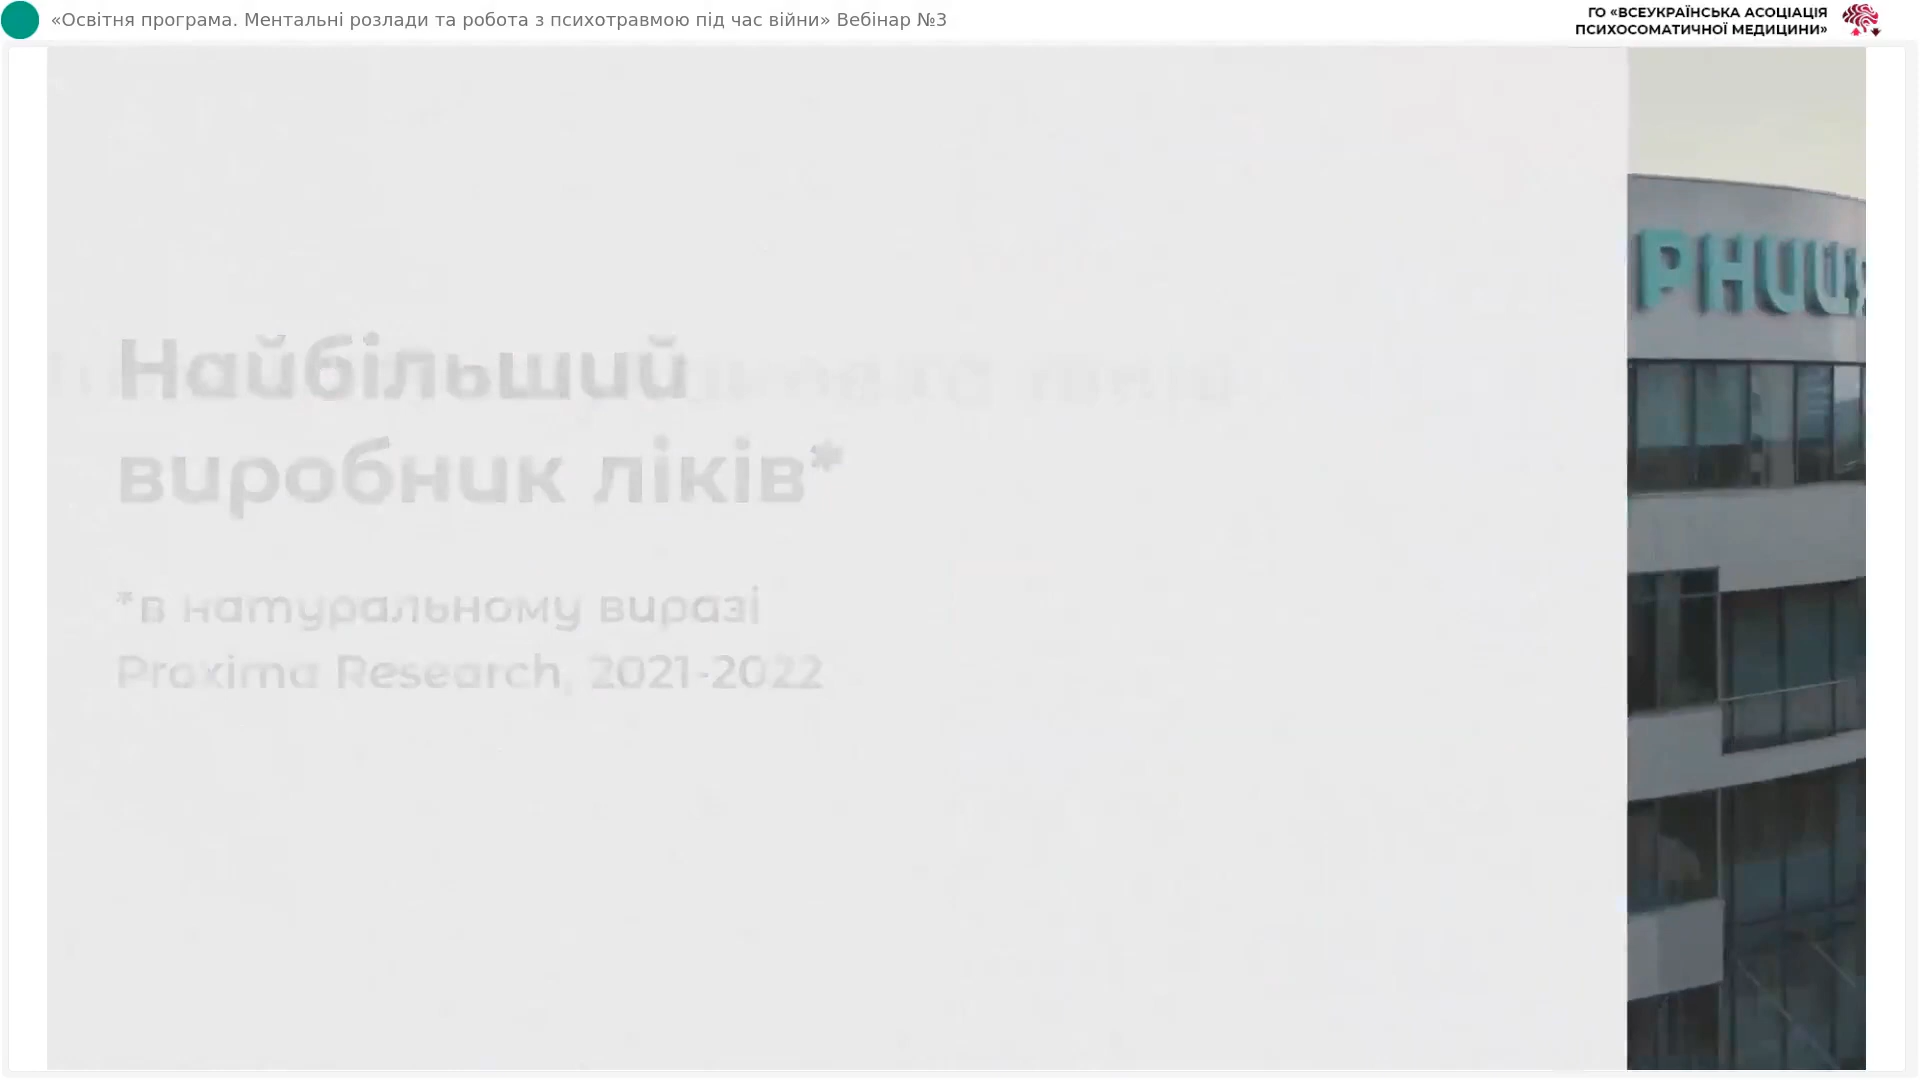 «Освітня програма. Ментальні розлади та робота з психотравмою під час війни» Вебінар №3
ГО «ВСЕУКРАЇНСЬКА АСОЦІАЦІЯ
ПСИХОСОМАТИЧНОЇ МЕДИЦИНИ»
РНИЦЯ
Найбільший
виробник ліків*
*в натуральному виразі
Proxima Research, 2021-2022